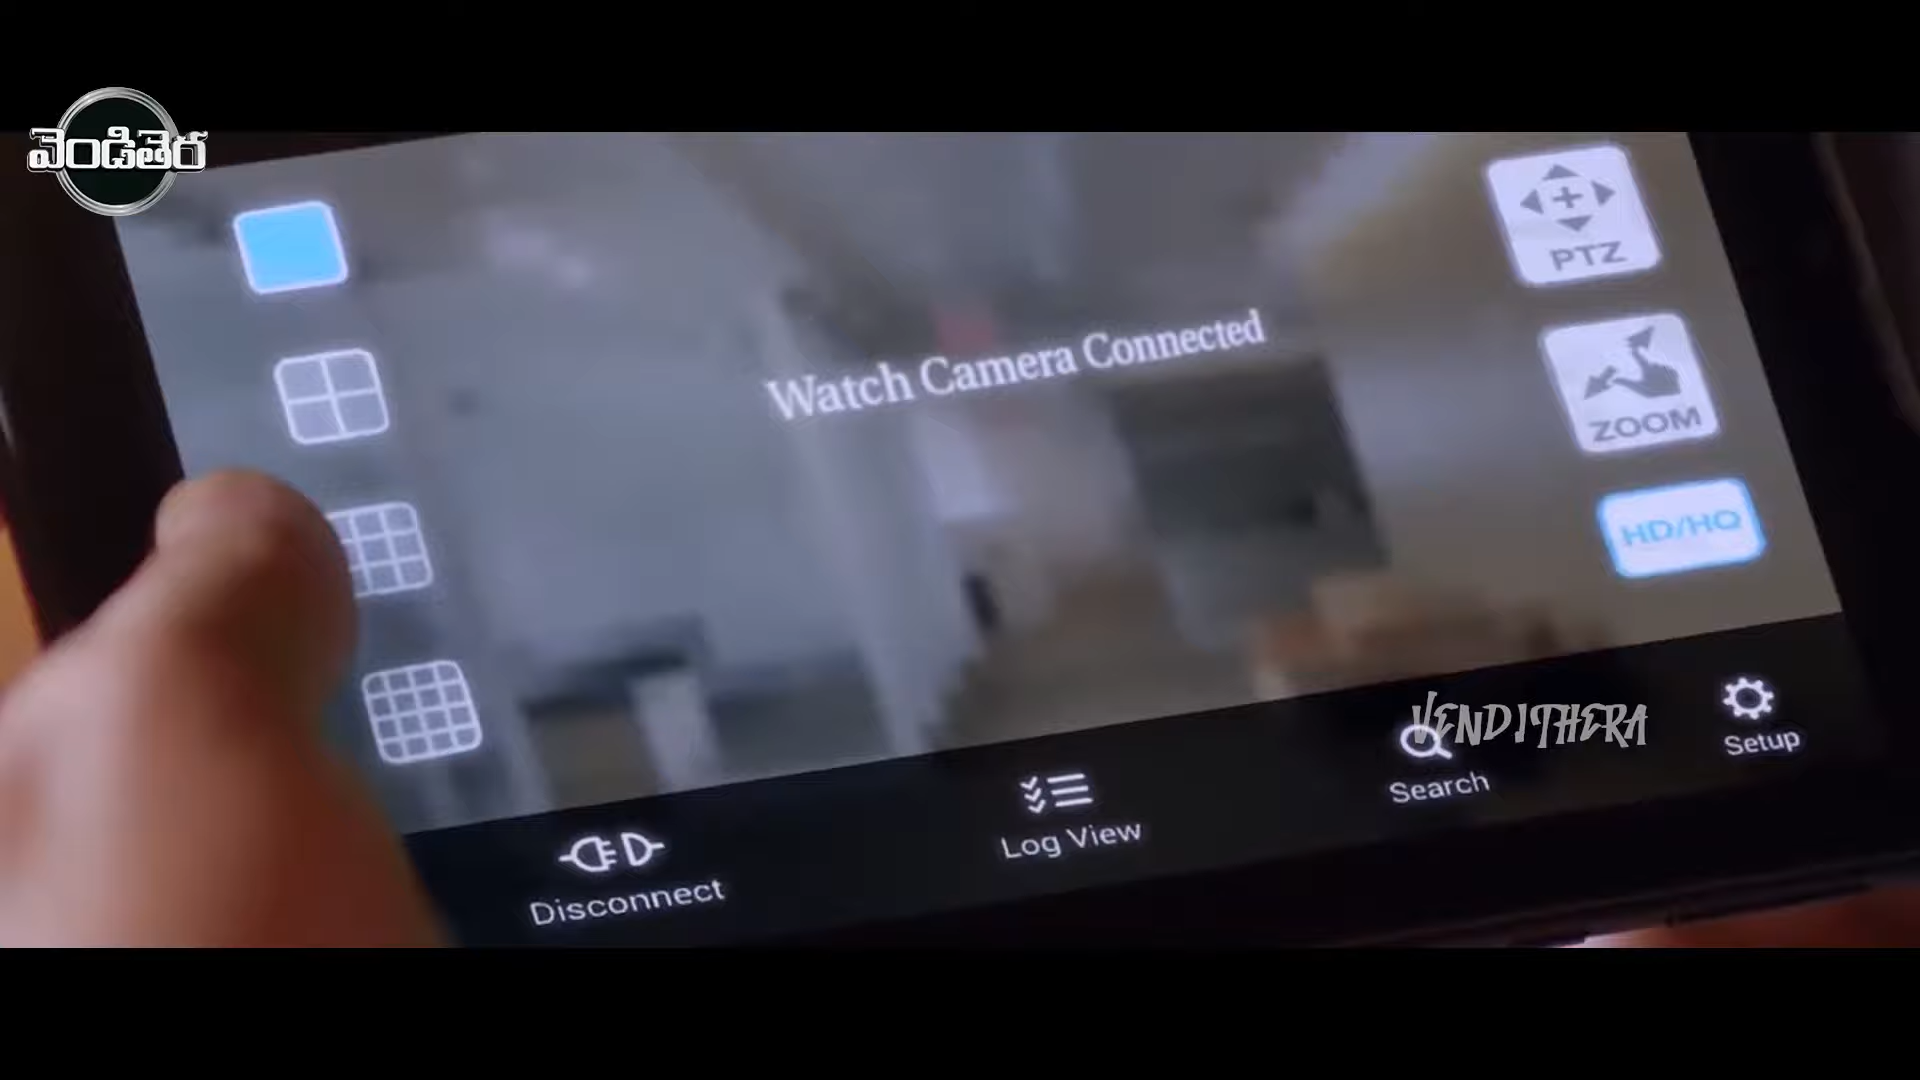 వెండితెర
PTZ
Watch Camera Connected
ZOOM
HD/HQ
VENDITHERA
Setup
Search
Log View
Disconnect